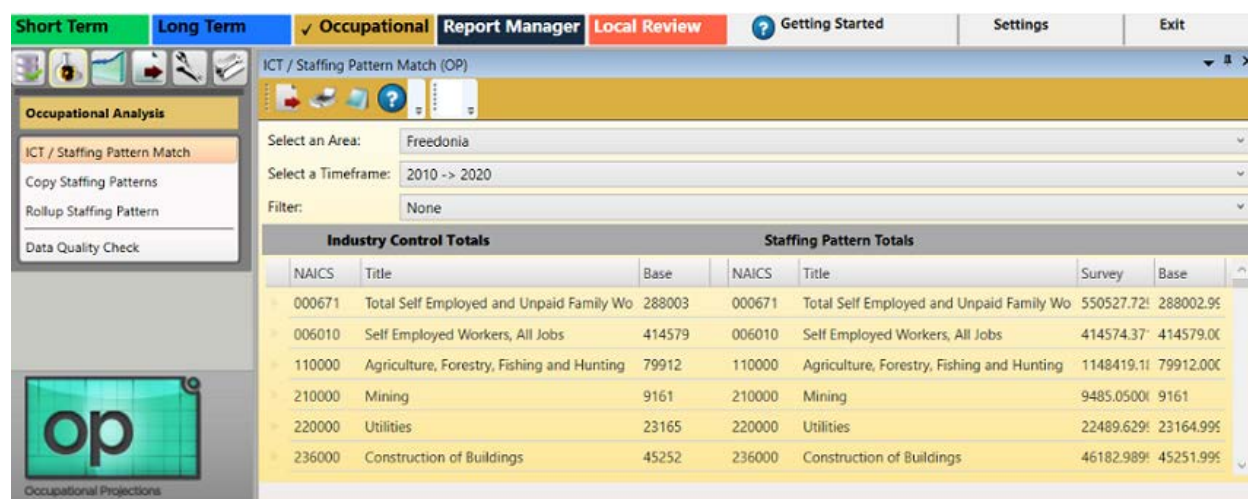 Short Term Long Term ✓ Occupational Report Manager Local Review ? Getting Started Settings Exit
ICT / Staffing Pattern Match (OP)
Occupational Analysis
ICT / Staffing Pattern Match
Copy Staffing Patterns
Rollup Staffing Pattern
Data Quality Check
op
Occupational Projections
Select an Area: Freedonia
Select a Timeframe: 2010 -> 2020
Filter: None
Industry Control Totals Staffing Pattern Totals
NAICS Title Base NAICS Title Survey Base
000671 Total Self Employed and Unpaid Family Wo 288003 000671 Total Self Employed and Unpaid Family Wo 550527.72 288002.99
006010 Self Employed Workers, All Jobs 414579 006010 Self Employed Workers, All Jobs 414574.37 414579.00
110000 Agriculture, Forestry, Fishing and Hunting 79912 110000 Agriculture, Forestry, Fishing and Hunting 1148419.1 79912.00
210000 Mining 9161 210000 Mining 9485.0500 9161
220000 Utilities 23165 220000 Utilities 22489.629 23164.999
236000 Construction of Buildings 45252 236000 Construction of Buildings 46182.989 45251.999